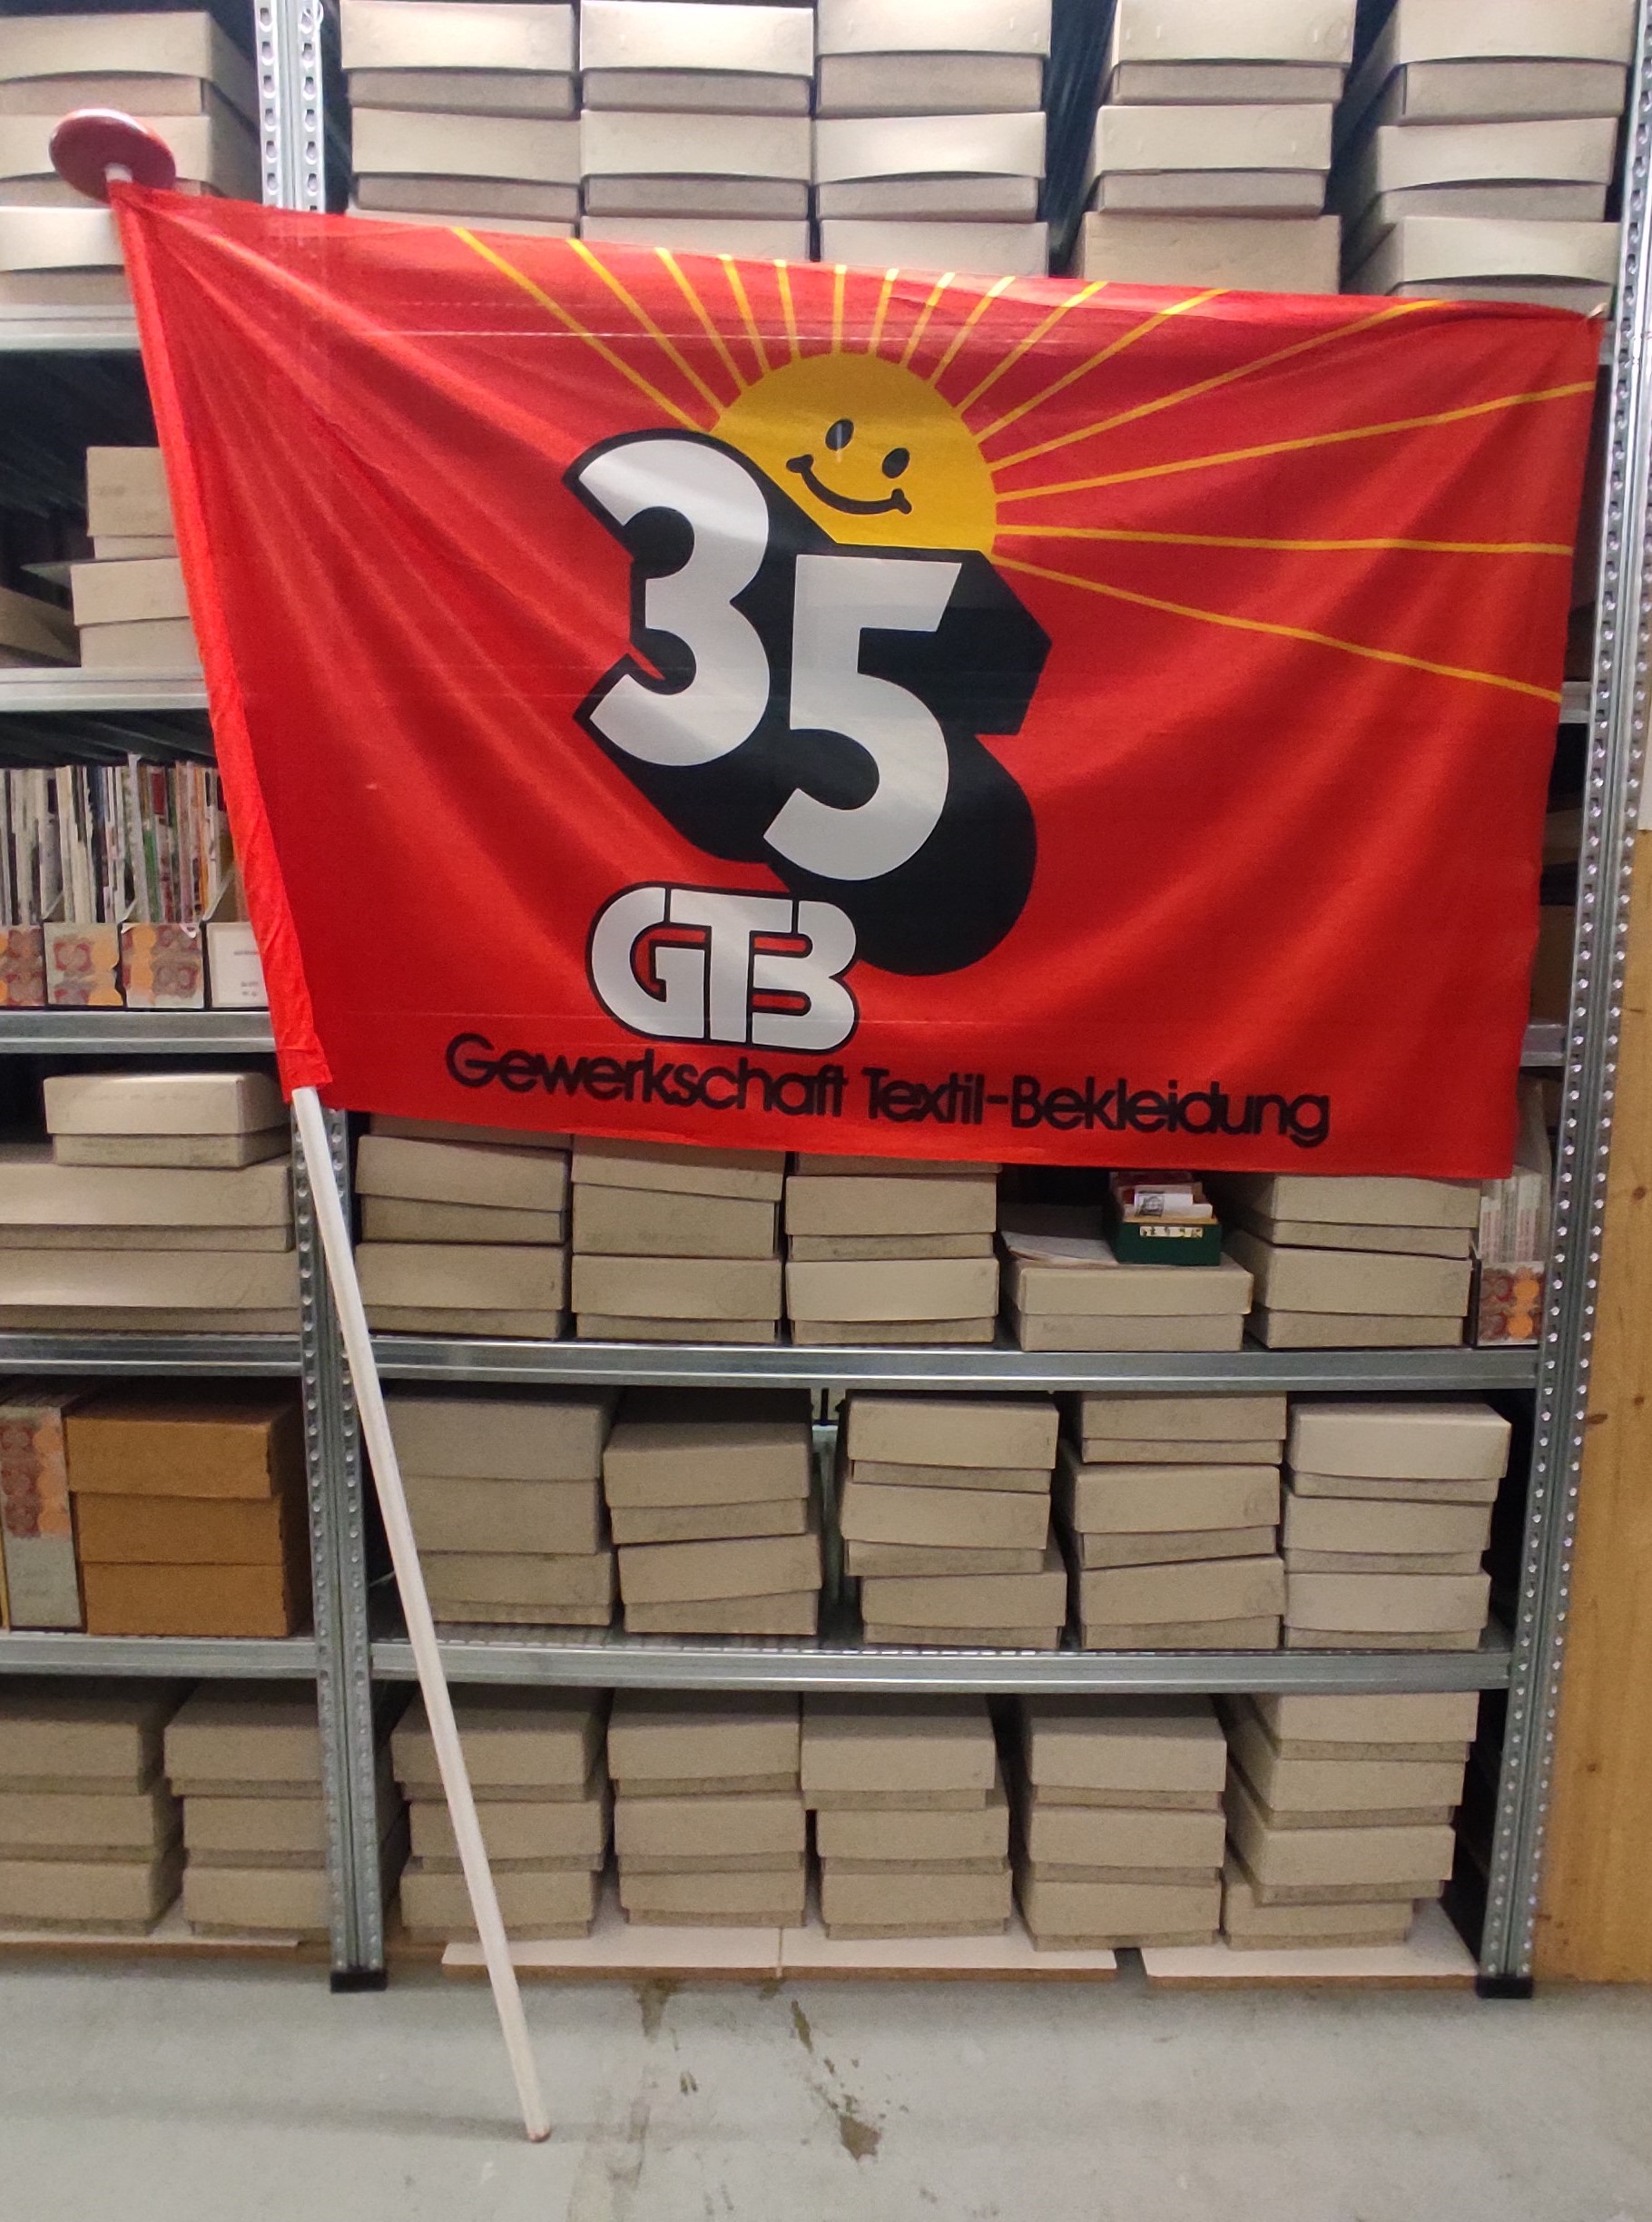 35
GTB
Gewerkschaft Textil-Bekleidung